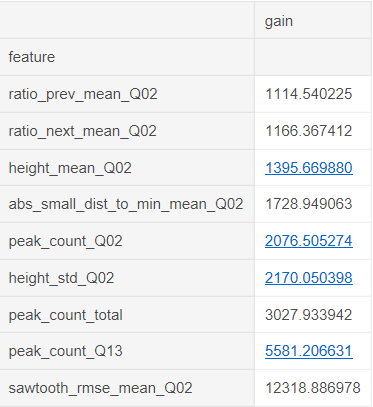 gain
feature
ratio_prev_mean_Q02 1114.540225
ratio_next_mean_Q02 1166.367412
height_mean_Q02 1395.669880
abs_small_dist_to_min_mean_Q02 1728.949063
peak_count_Q02 2076.505274
height_std_Q02 2170.050398
peak_count_total 3027.933942
peak_count_Q13 5581.206631
sawtooth_rmse_mean_Q02 12318.886978